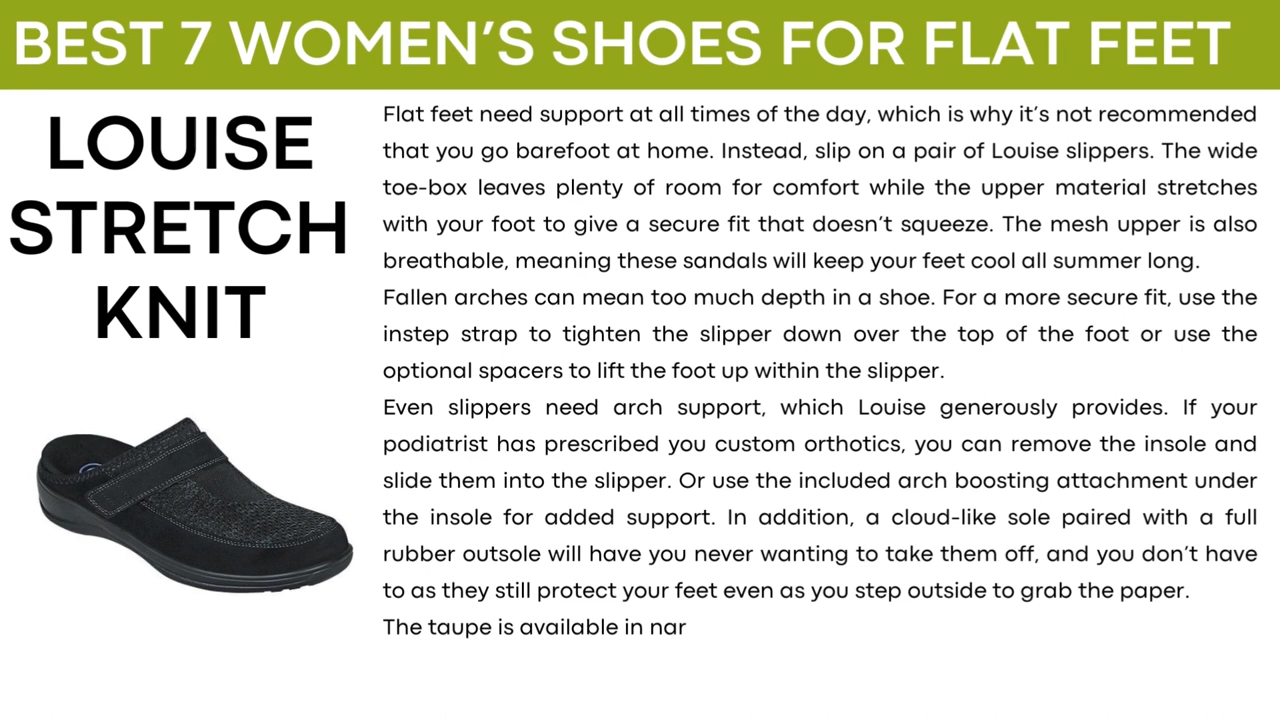 BEST 7 WOMEN'S SHOES FOR FLAT FEET
LOUISE
STRETCH
KNIT
Flat feet need support at all times of the day, which is why it's not recommended
that you go barefoot at home. Instead, slip on a pair of Louise slippers. The wide
toe-box leaves plenty of room for comfort while the upper material stretches
with your foot to give a secure fit that doesn't squeeze. The mesh upper is also
breathable, meaning these sandals will keep your feet cool all summer long.
Fallen arches can mean too much depth in a shoe. For a more secure fit, use the
instep strap to tighten the slipper down over the top of the foot or use the
optional spacers to lift the foot up within the slipper.
Even slippers need arch support, which Louise generously provides. If your
podiatrist has prescribed you custom orthotics, you can remove the insole and
slide them into the slipper. Or use the included arch boosting attachment under
the insole for added support. In addition, a cloud-like sole paired with a full
rubber outsole will have you never wanting to take them off, and you don't have
to as they still protect your feet even as you step outside to grab the paper.
The taupe is available in nar